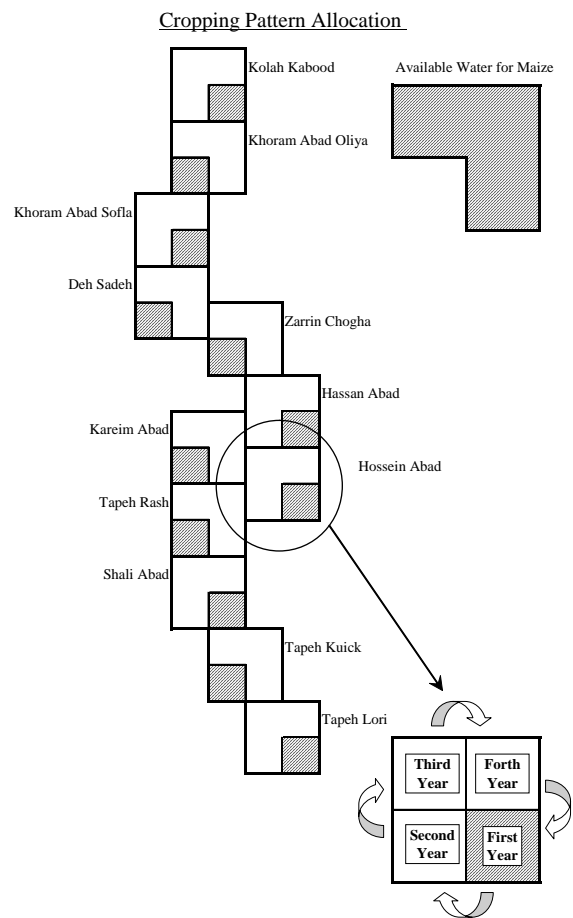 Cropping Pattern Allocation
Kolah Kabood
Available Water for Maize
Khoram Abad Oliya
Khoram Abad Sofla
Deh Sadeh
Zarrin Chogha
Hassan Abad
Kareim Abad
Hossein Abad
Tapeh Rash
Shali Abad
Tapeh Kuick
Tapeh Lori
Third
Year
Forth
Year
Second
Year
First
Year